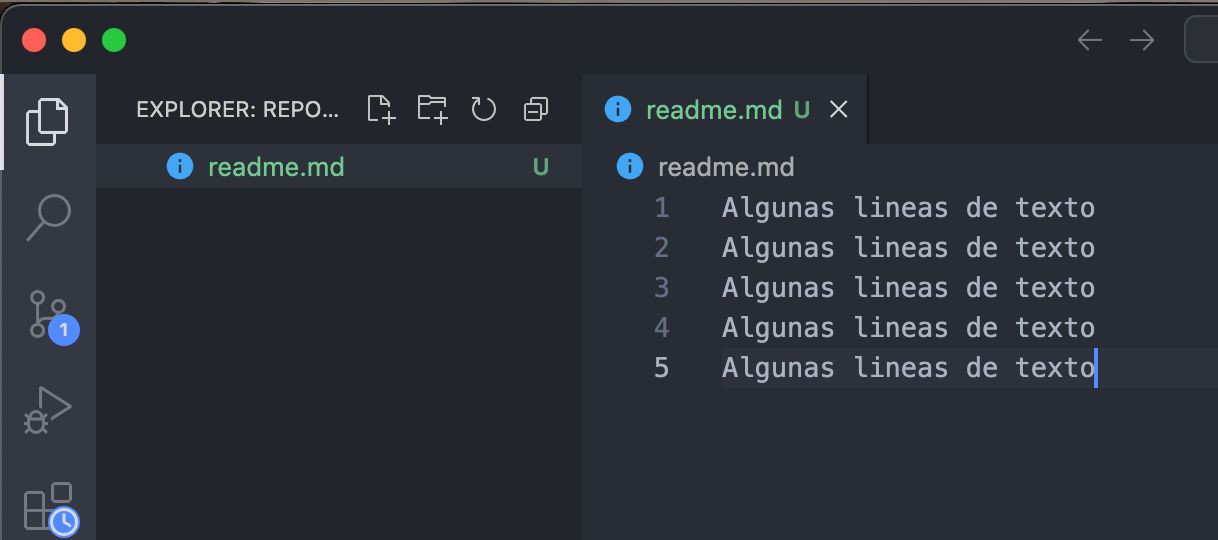 EXPLORER: REPO...
readme.md U
readme.md U
readme.md
1 Algunas lineas de texto
2 Algunas lineas de texto
1
3 Algunas lineas de texto
4 Algunas lineas de texto
5 Algunas lineas de texto